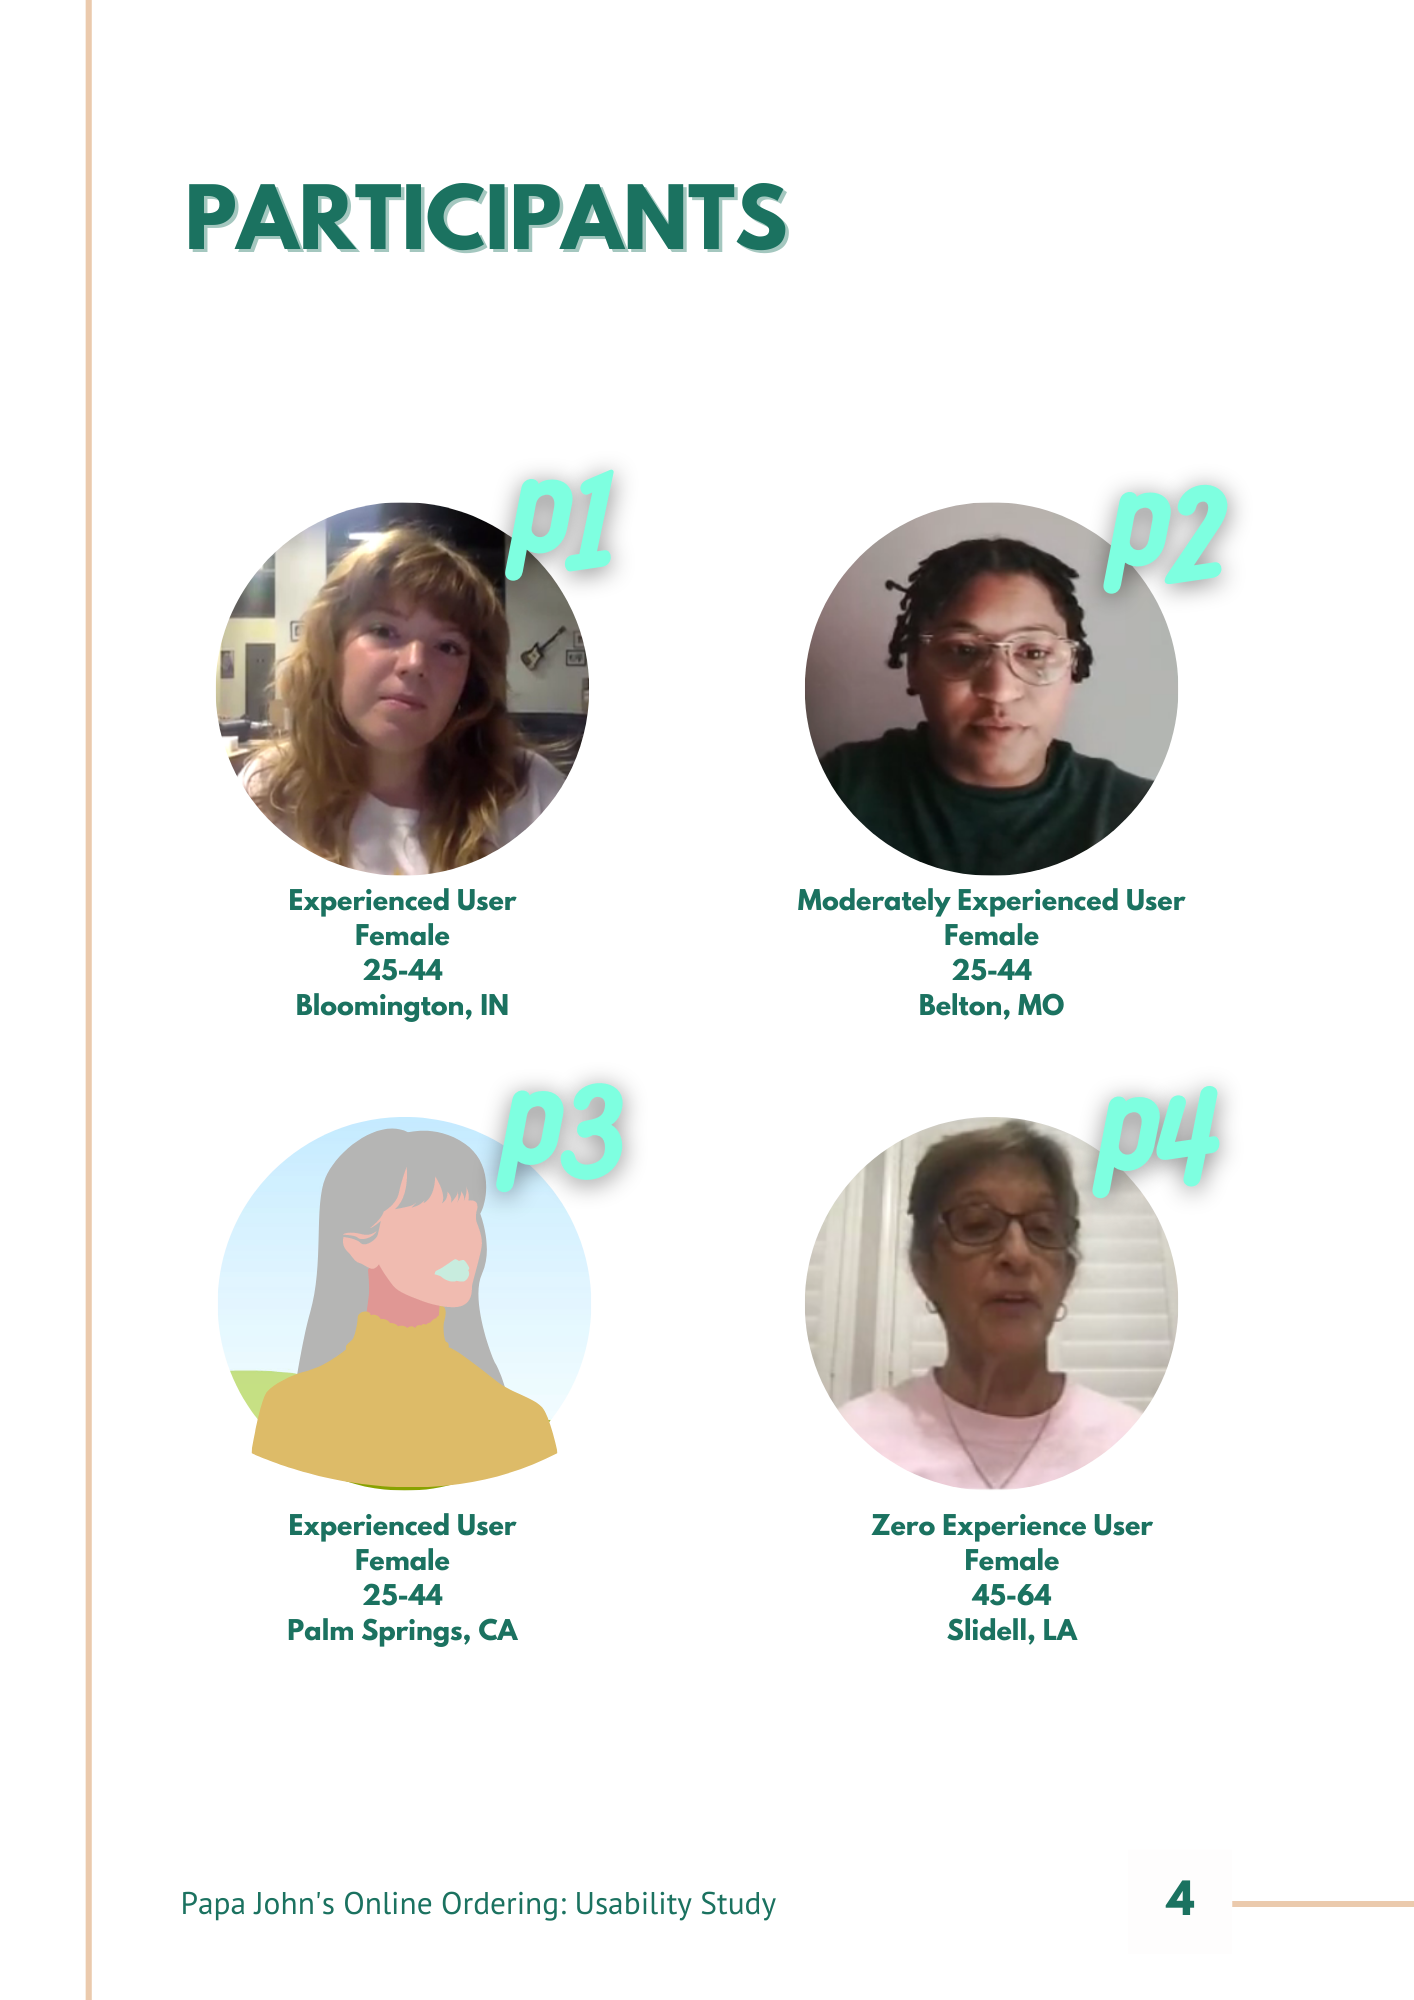 PARTICIPANTS
p1
p2
Experienced User
Female
25-44
Bloomington, IN
Moderately Experienced User
Female
25-44
Belton, MO
p3
p4
Experienced User
Female
25-44
Palm Springs, CA
Zero Experience User
Female
45-64
Slidell, LA
Papa John's Online Ordering: Usability Study
4